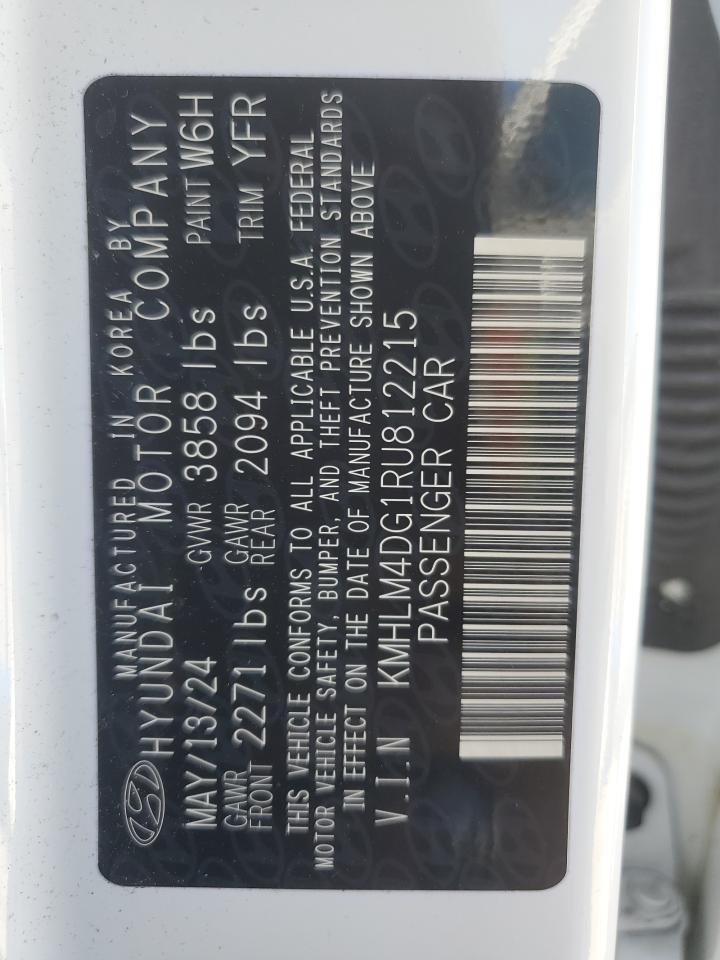 MANUFACTURED IN KOREA BY
HYUNDAI MOTOR COMPANY
MAY/13/24 GVWR 3858 lbs PAINT W6H
GAWR FRONT 2271 lbs GAWR REAR 2094 lbs TRIM YFR
THIS VEHICLE CONFORMS TO ALL APPLICABLE U.S.A. FEDERAL
MOTOR VEHICLE SAFETY, BUMPER, AND THEFT PREVENTION STANDARDS
IN EFFECT ON THE DATE OF MANUFACTURE SHOWN ABOVE
V.I.N KMHLM4DG1RU812215
PASSENGER CAR